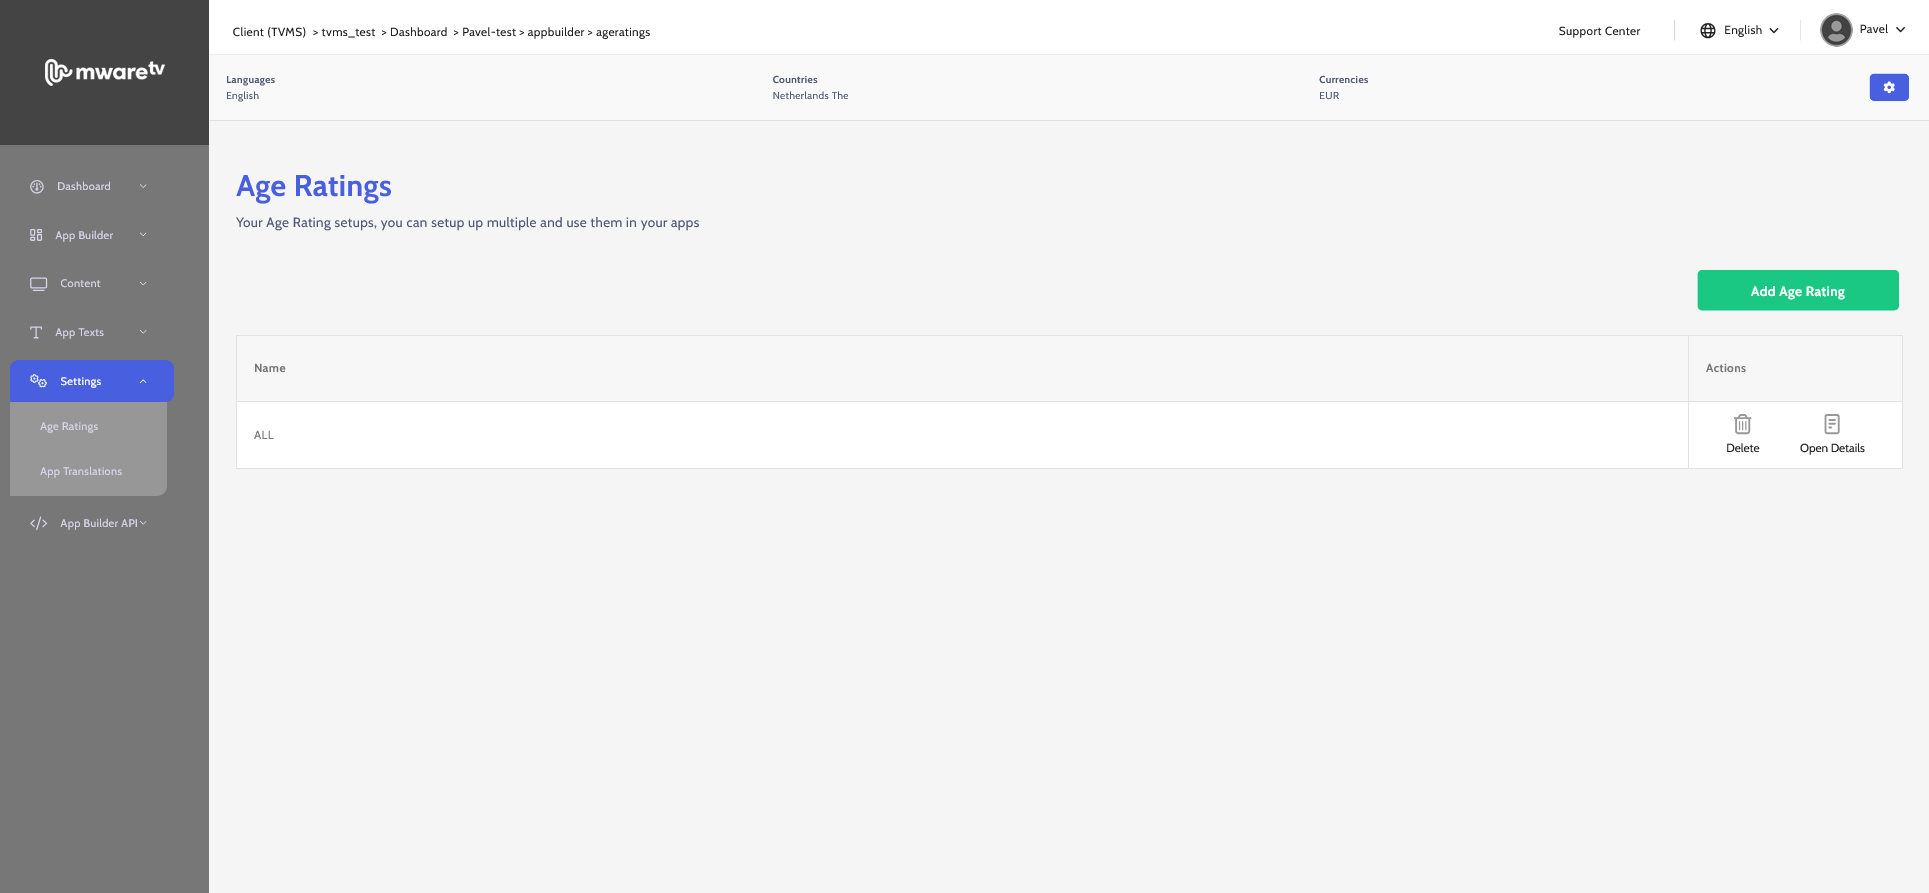 mwaretv
Client (TVMS) > tvms_test > Dashboard > Pavel-test > appbuilder > ageratings
Support Center
English
Pavel
Languages
English
Countries
Netherlands The
Currencies
EUR
Dashboard
App Builder
Content
App Texts
Settings
Age Ratings
App Translations
App Builder API
Age Ratings
Your Age Rating setups, you can setup up multiple and use them in your apps
Add Age Rating
Name
Actions
ALL
Delete
Open Details